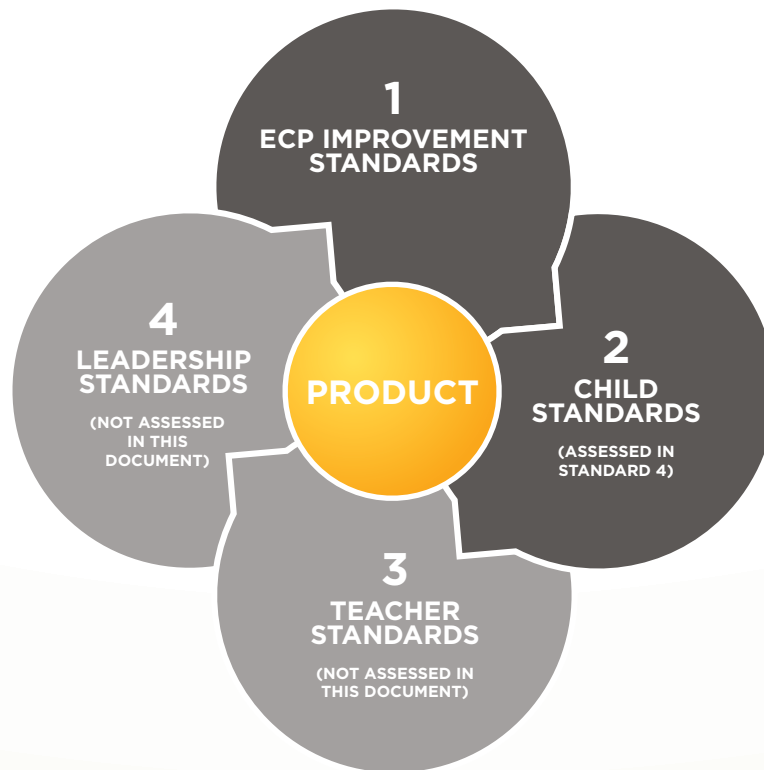 1
ECP IMPROVEMENT
STANDARDS
2
CHILD
STANDARDS
(ASSESSED IN
STANDARD 4)
3
TEACHER
STANDARDS
(NOT ASSESSED IN
THIS DOCUMENT)
4
LEADERSHIP
STANDARDS
(NOT ASSESSED
IN THIS
DOCUMENT)
PRODUCT